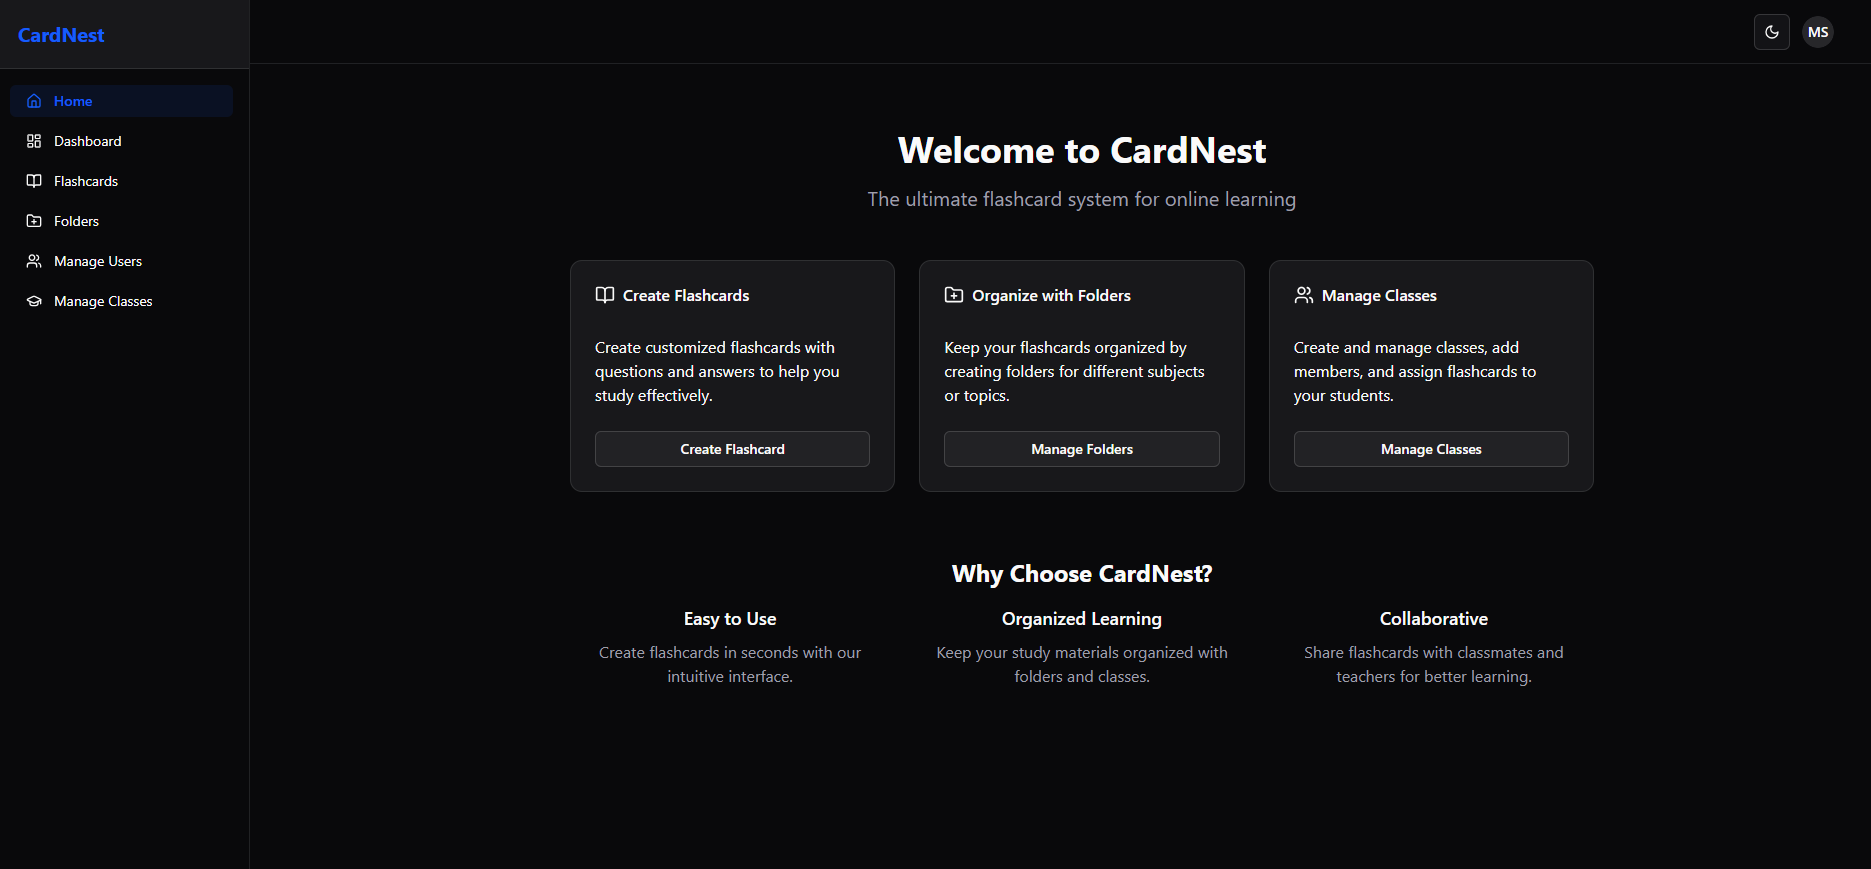 CardNest
MS
Home
Dashboard
Flashcards
Folders
Manage Users
Manage Classes
Welcome to CardNest
The ultimate flashcard system for online learning
Create Flashcards
Create customized flashcards with
questions and answers to help you
study effectively.
Create Flashcard
Organize with Folders
Keep your flashcards organized by
creating folders for different subjects
or topics.
Manage Folders
Manage Classes
Create and manage classes, add
members, and assign flashcards to
your students.
Manage Classes
Why Choose CardNest?
Easy to Use
Create flashcards in seconds with our
intuitive interface.
Organized Learning
Keep your study materials organized with
folders and classes.
Collaborative
Share flashcards with classmates and
teachers for better learning.